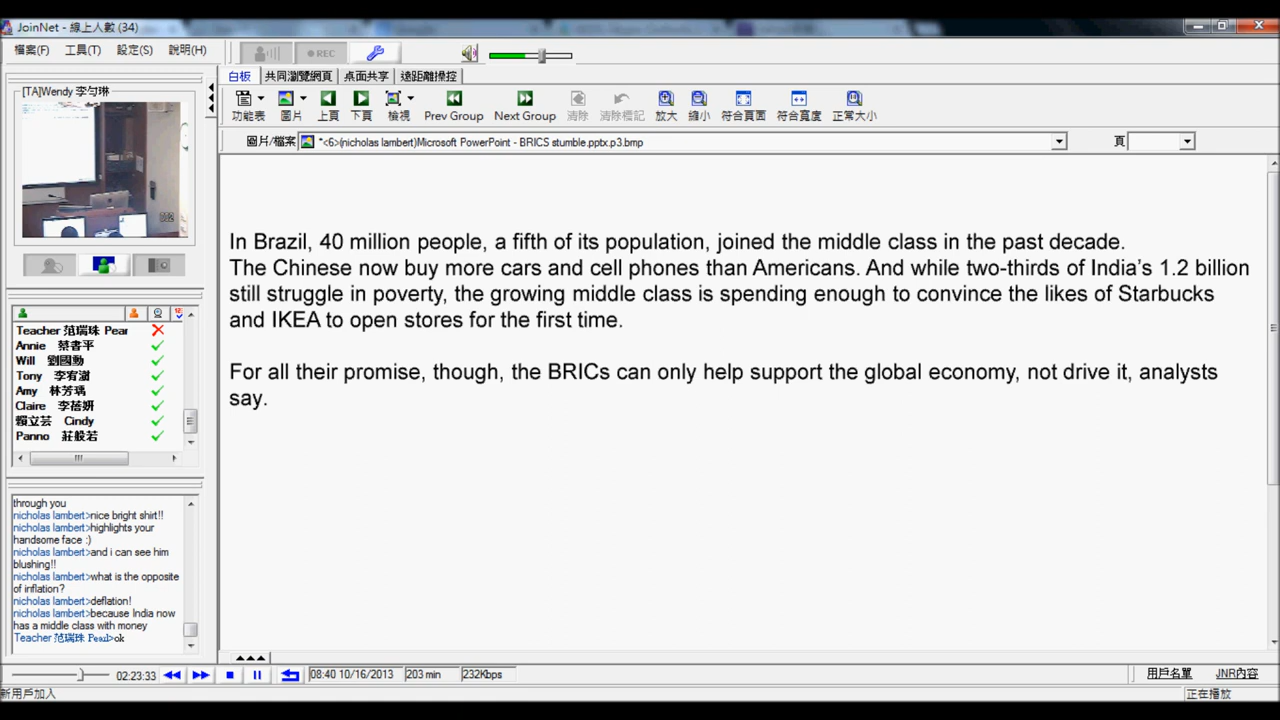 JoinNet - 線上人數 (34)
檔案(F) 工具(T) 設定(S) 說明(H)
REC
白板 共同瀏覽網頁 桌面共享 遠距離操控
[TA]Wendy 李勻琳
功能表 圖片 上頁 下頁 檢視 Prev Group Next Group 清除 清除標記 放大 縮小 符合頁面 符合寬度 正常大小
圖片/檔案 *<6>(nicholas lambert)Microsoft PowerPoint - BRICS stumble.pptx.p3.bmp 頁
In Brazil, 40 million people, a fifth of its population, joined the middle class in the past decade.
The Chinese now buy more cars and cell phones than Americans. And while two-thirds of India's 1.2 billion
still struggle in poverty, the growing middle class is spending enough to convince the likes of Starbucks
and IKEA to open stores for the first time.
For all their promise, though, the BRICs can only help support the global economy, not drive it, analysts
say.
Teacher 范瑞珠 Pear
Annie 蔡書平
Will 劉國勳
Tony 李宥澍
Amy 林芳瑀
Claire 李蓓妍
賴立芸 Cindy
Panno 莊般若
through you
nicholas lambert>nice bright shirt!!
nicholas lambert>highlights your
handsome face :)
nicholas lambert>and i can see him
blushing!!
nicholas lambert>what is the opposite
of inflation?
nicholas lambert>deflation!
nicholas lambert>because India now
has a middle class with money
Teacher 范瑞珠 Pearl>ok
02:23:33 08:40 10/16/2013 203 min 232Kbps 用戶名單 JNR內容
新用戶加入 正在播放